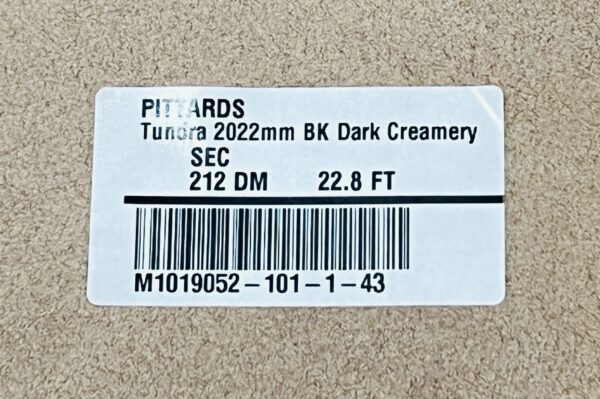 PITTARDS
Tundra 2022mm BK Dark Creamery
SEC
212 DM 22.8 FT
M1019052-101-1-43